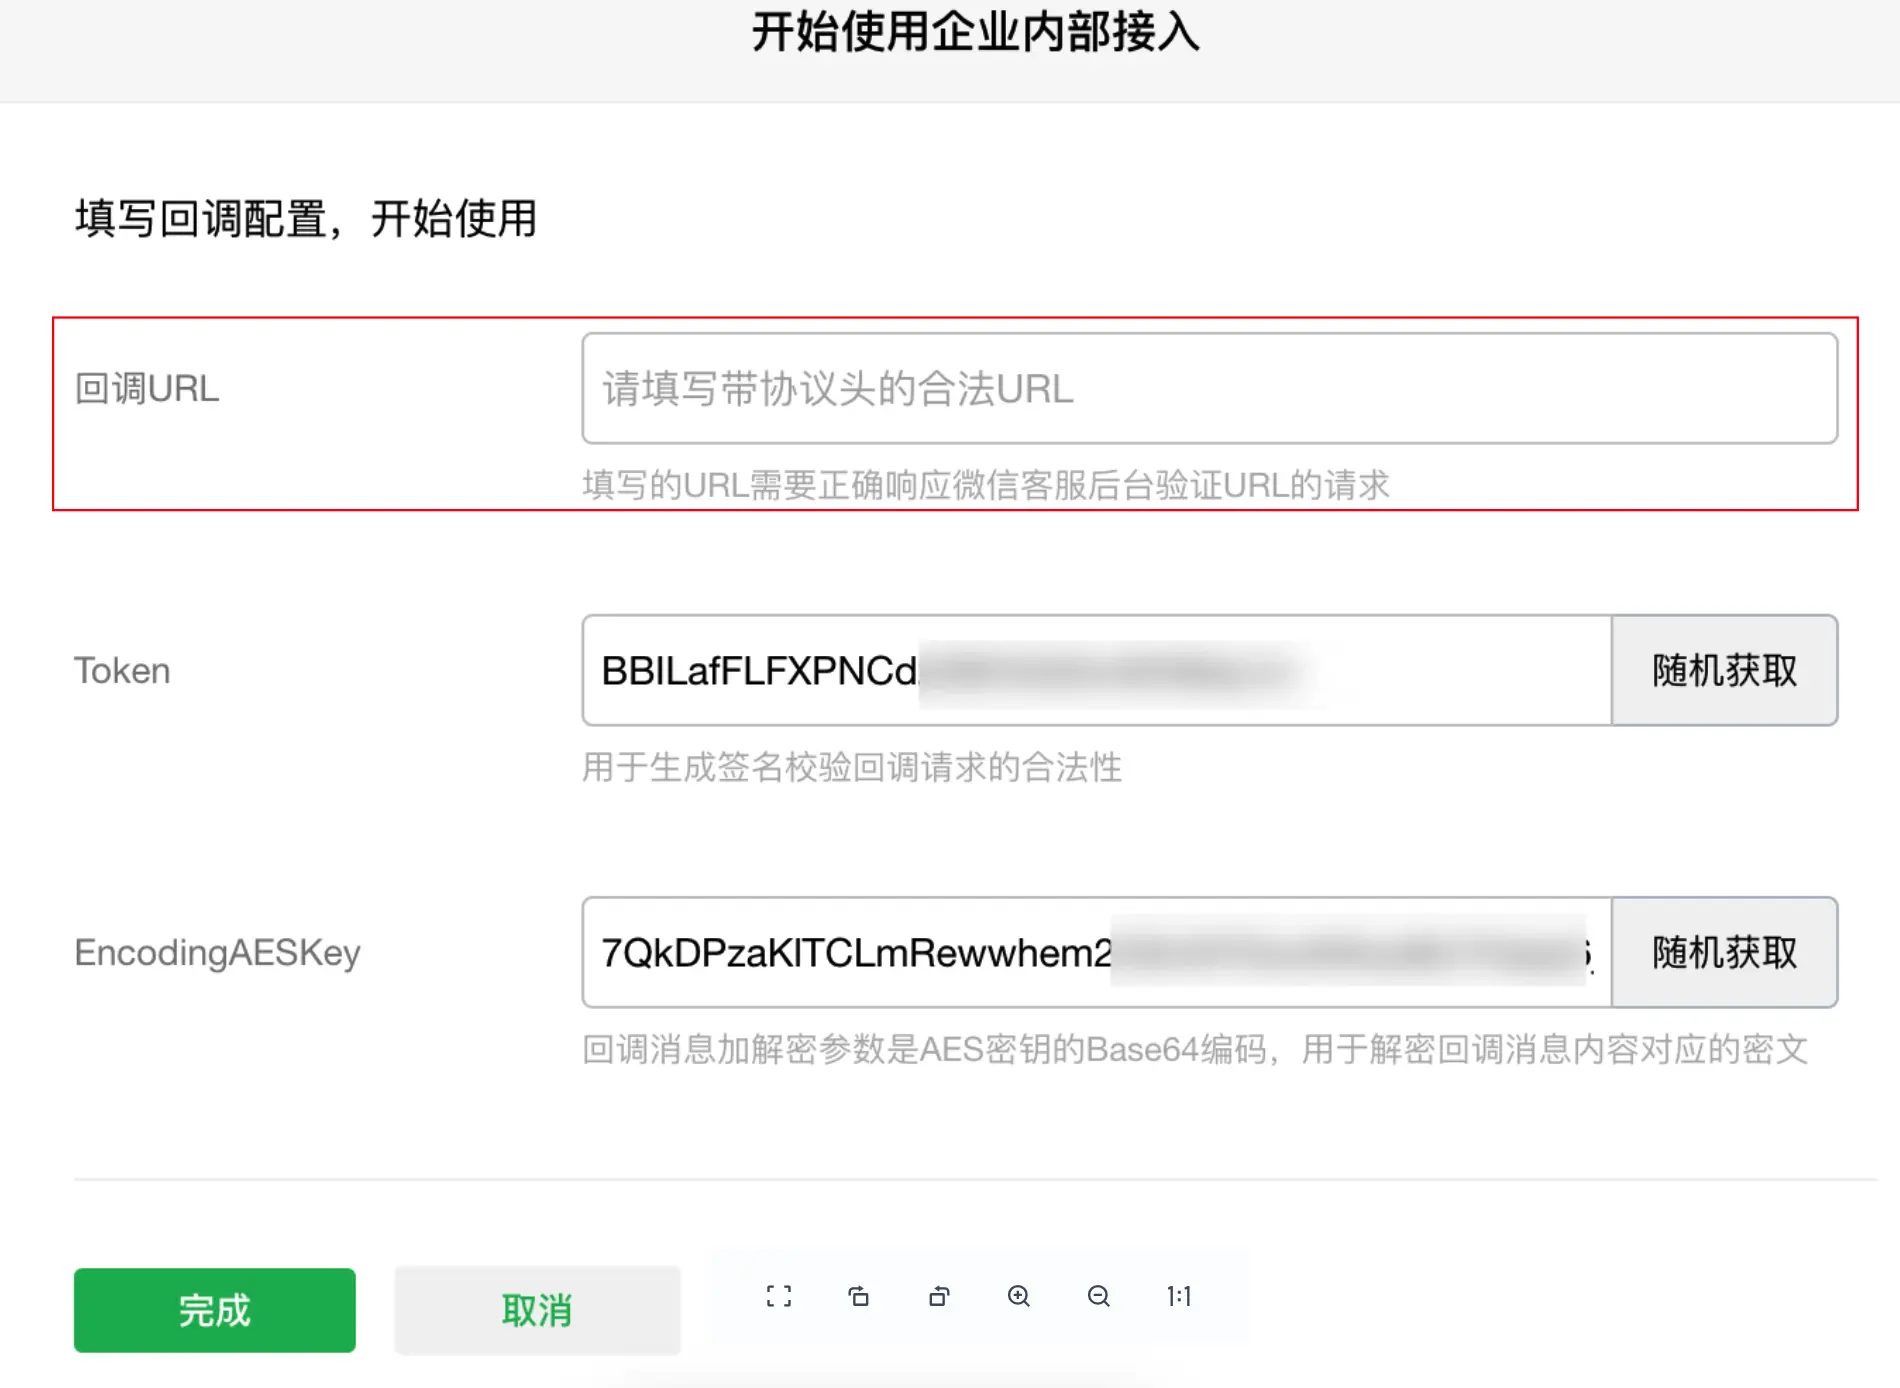 开始使用企业内部接入
填写回调配置，开始使用
回调URL
请填写带协议头的合法URL
填写的URL需要正确响应微信客服后台验证URL的请求
Token
BBILafFLFXPNCd
随机获取
用于生成签名校验回调请求的合法性
EncodingAESKey
7QkDPzaKITCLmRewwhem2
随机获取
回调消息加解密参数是AES密钥的Base64编码，用于解密回调消息内容对应的密文
完成
取消
1:1